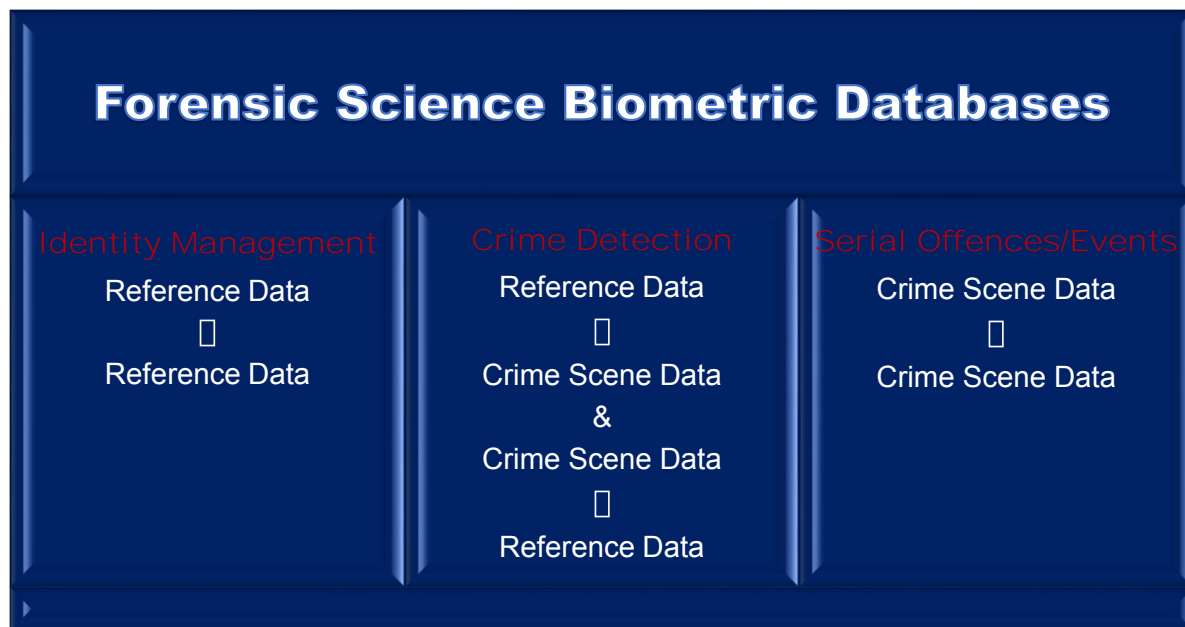 Forensic Science Biometric Databases
Identity Management
Reference Data
▯
Reference Data
Crime Detection
Reference Data
▯
Crime Scene Data
&
Crime Scene Data
▯
Reference Data
Serial Offences/Events
Crime Scene Data
▯
Crime Scene Data